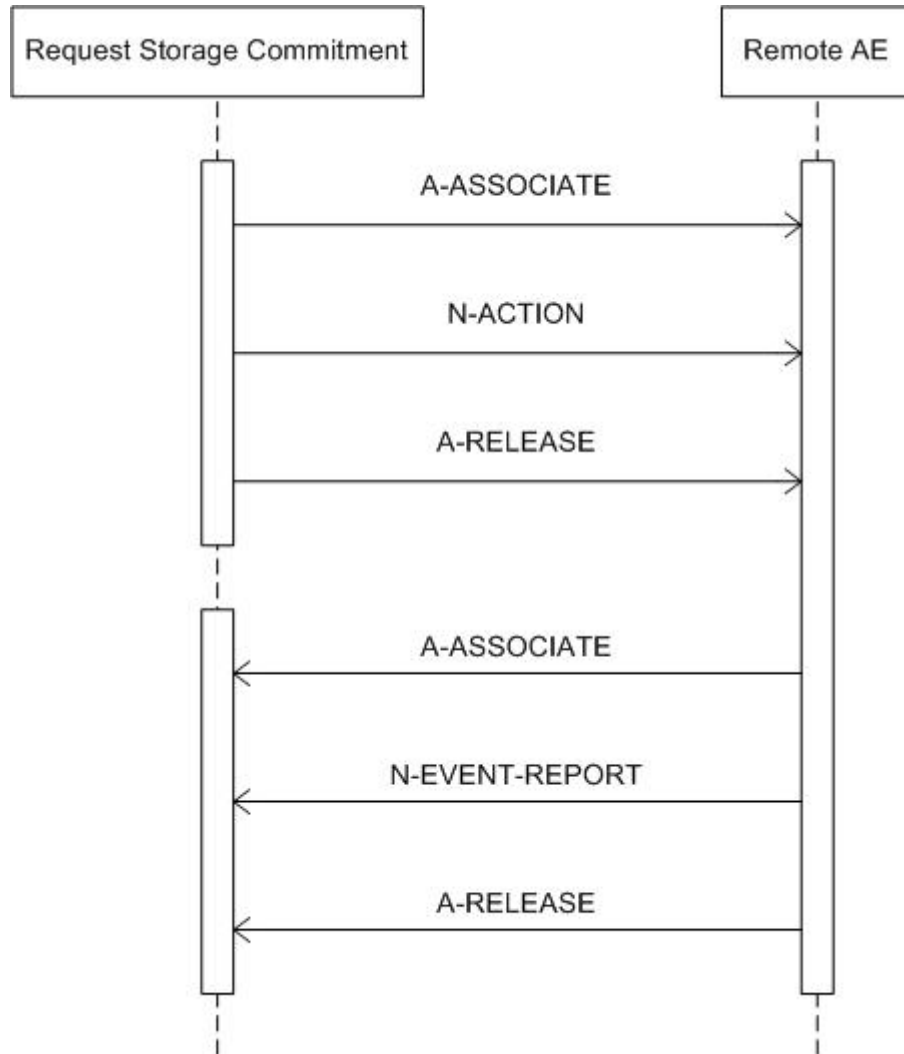 Request Storage Commitment
Remote AE
A-ASSOCIATE
N-ACTION
A-RELEASE
A-ASSOCIATE
N-EVENT-REPORT
A-RELEASE